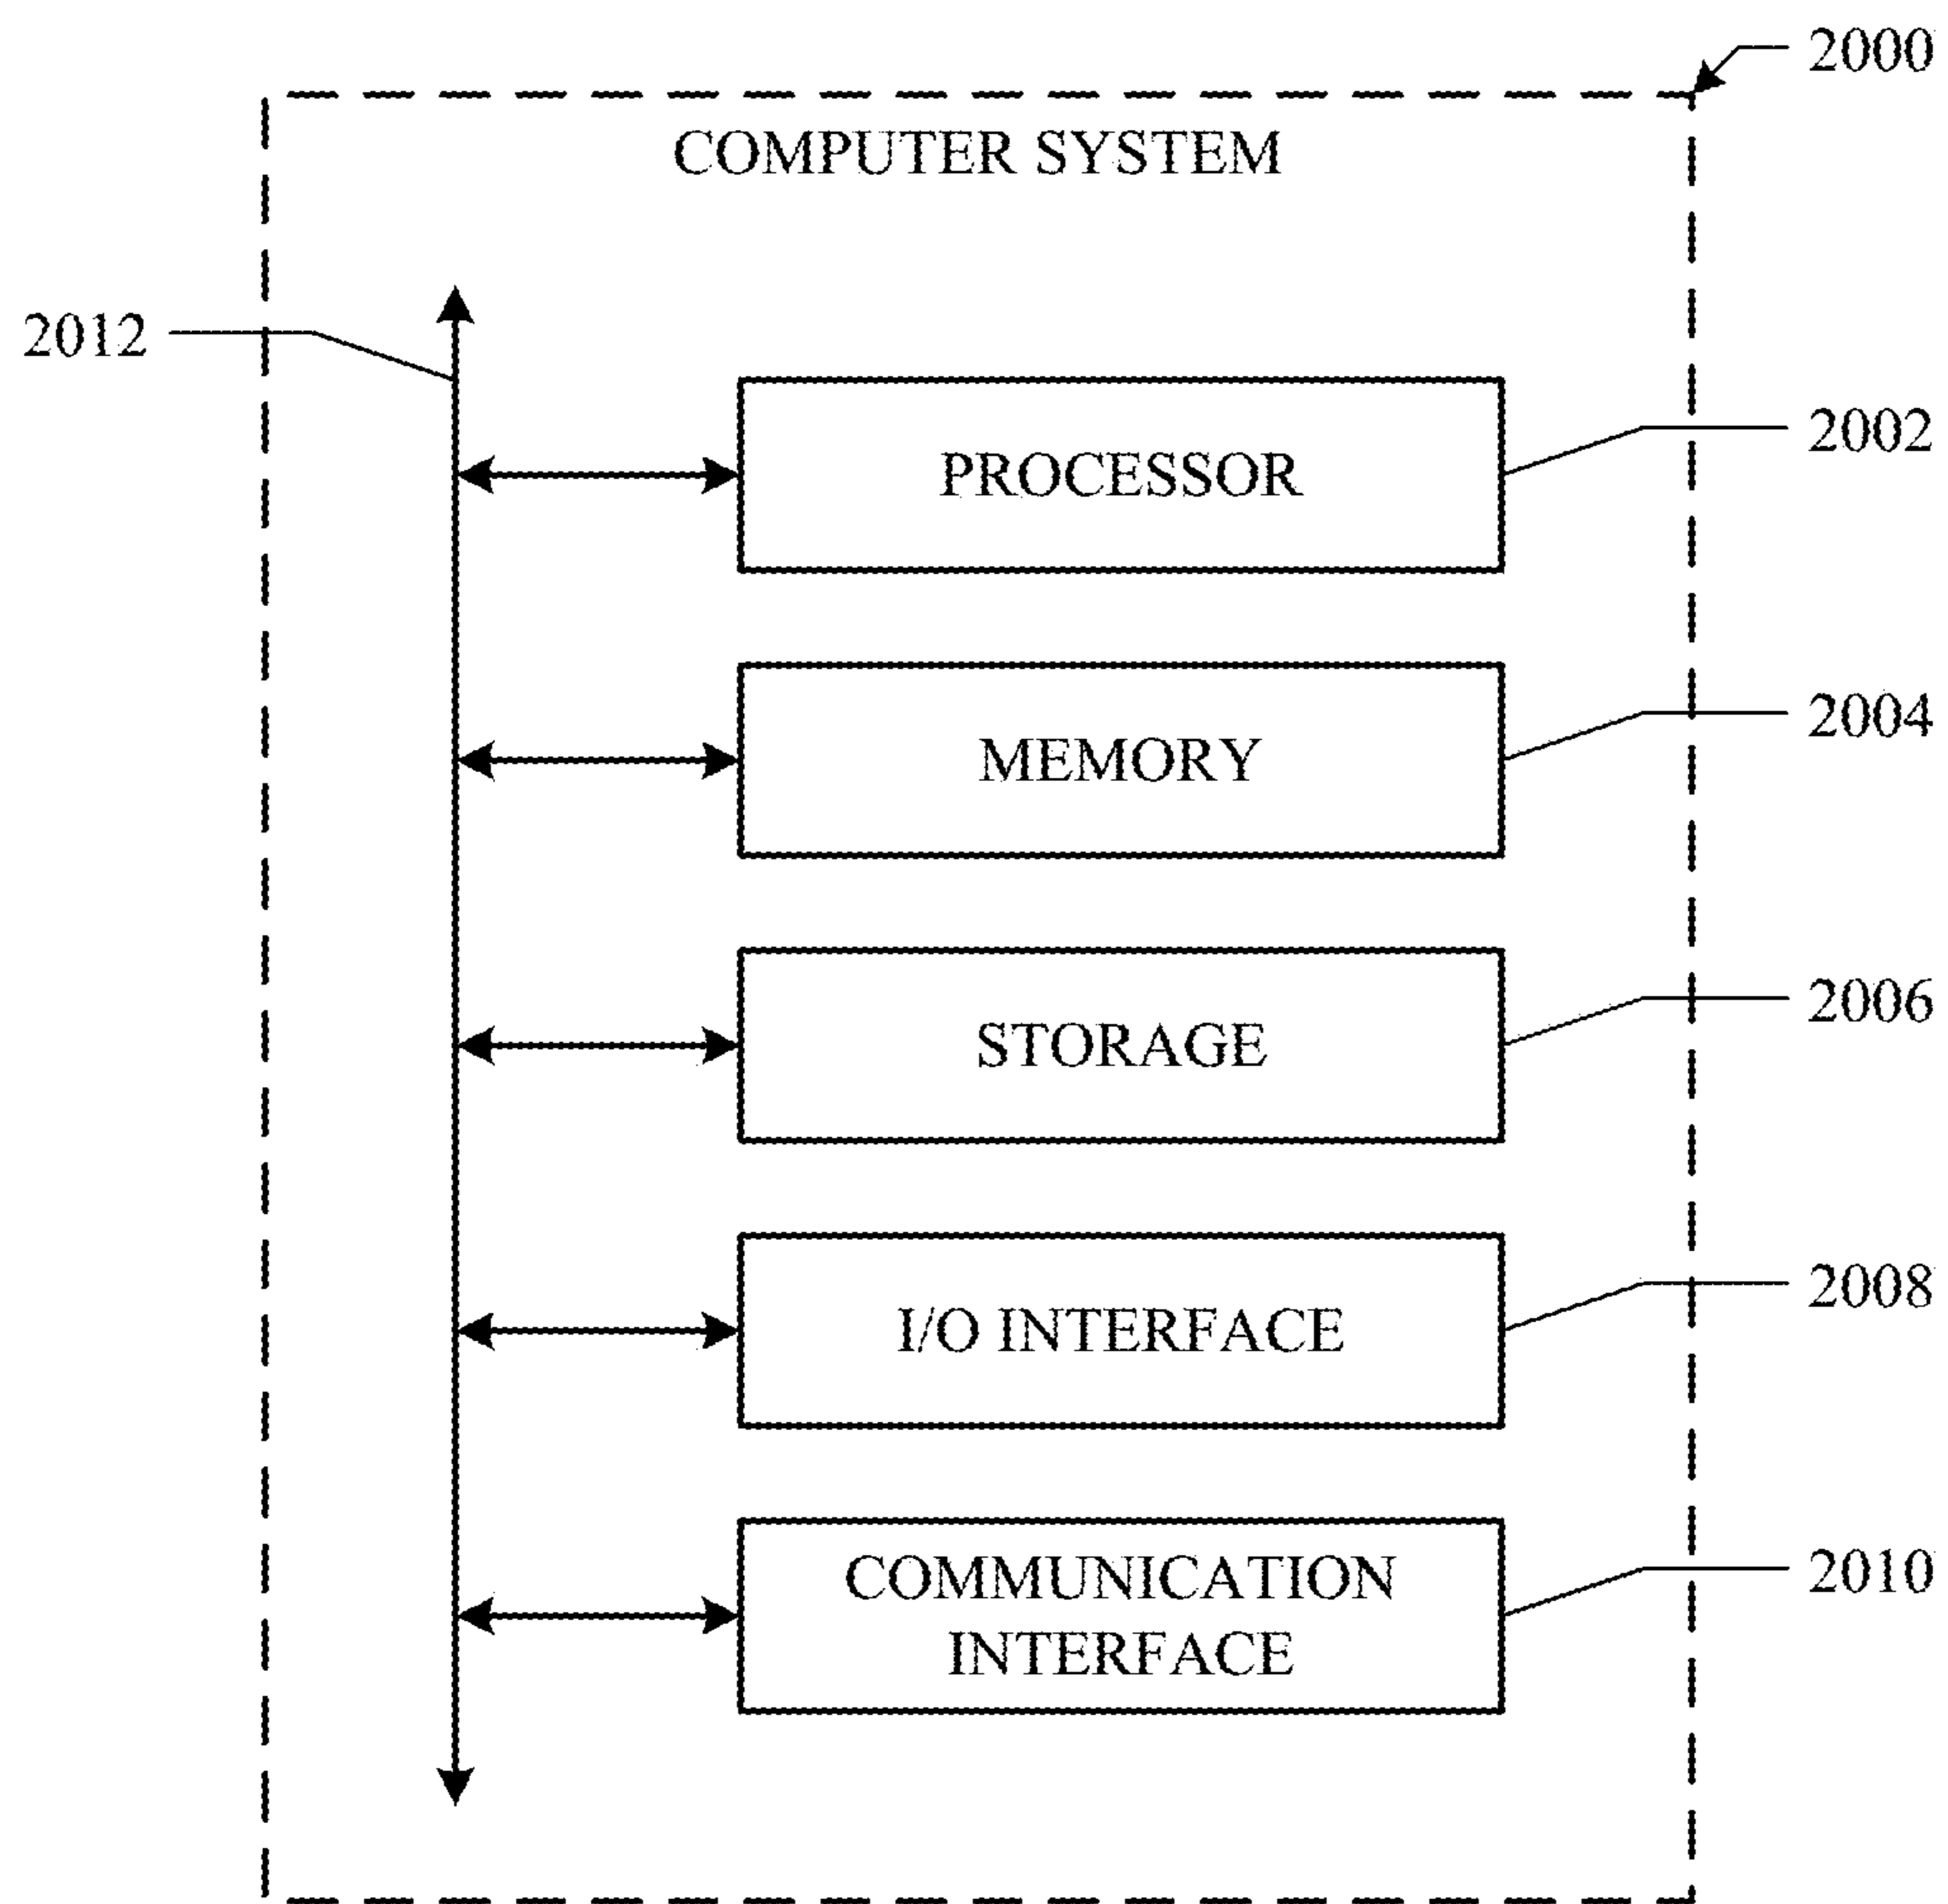 2000
COMPUTER SYSTEM
2012
PROCESSOR
2002
MEMORY
2004
STORAGE
2006
I/O INTERFACE
2008
COMMUNICATION
INTERFACE
2010